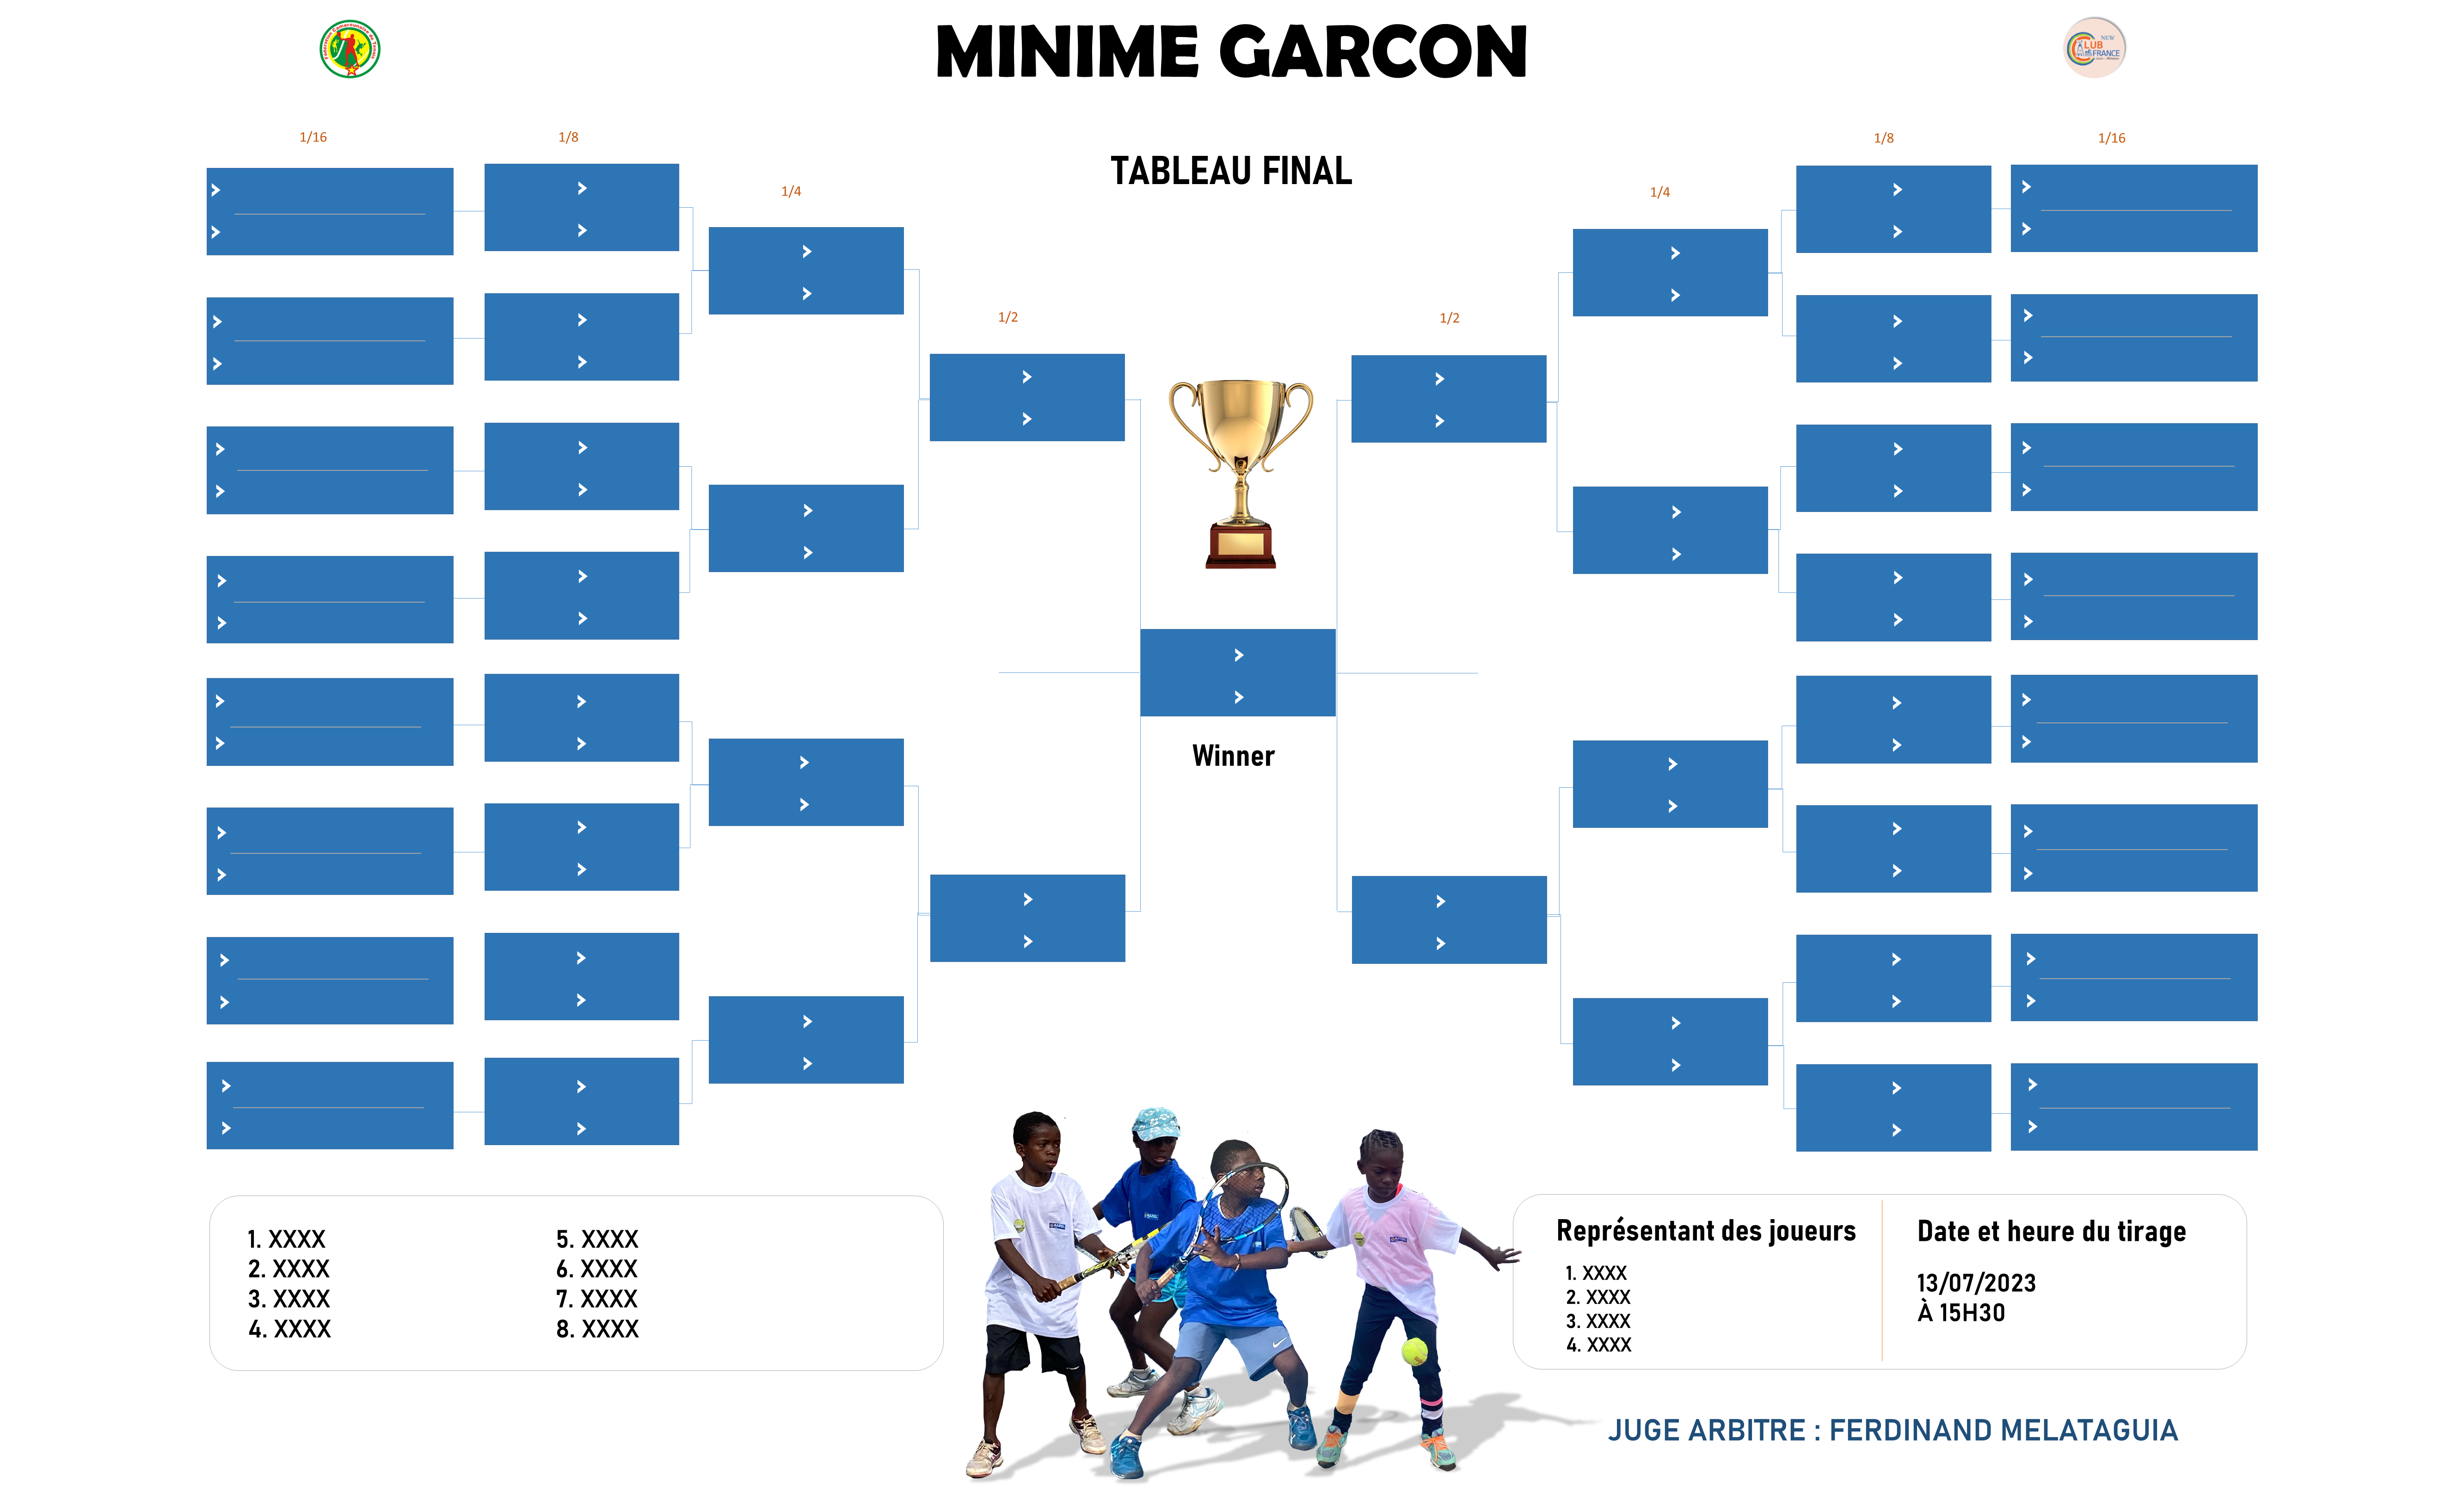 MINIME GARCON
NEW
CLUB
FRANCE
1/16
1/8
1/8
1/16
TABLEAU FINAL
1/4
1/4
1/2
1/2
Winner
1. XXXX
2. XXXX
3. XXXX
4. XXXX
5. XXXX
6. XXXX
7. XXXX
8. XXXX
Représentant des joueurs
1. XXXX
2. XXXX
3. XXXX
4. XXXX
Date et heure du tirage
13/07/2023
À 15H30
JUGE ARBITRE : FERDINAND MELATAGUIA